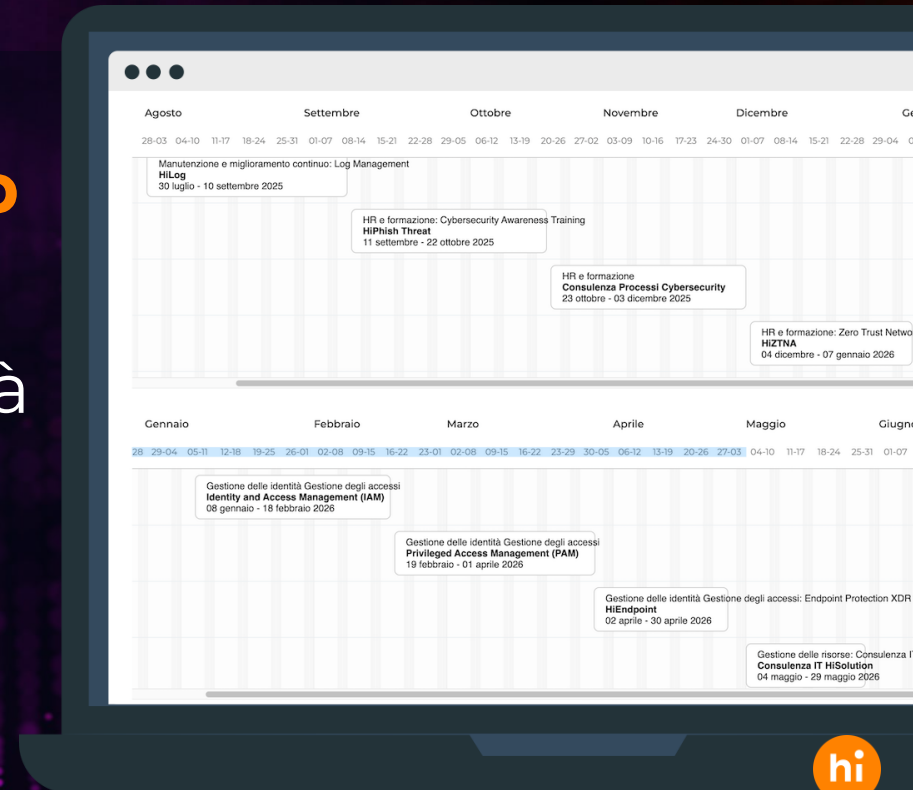 à
Agosto Settembre Ottobre Novembre Dicembre
28-03 04-10 11-17 18-24 25-31 01-07 08-14 15-21 22-28 29-05 06-12 13-19 20-26 27-02 03-09 10-16 17-23 24-30 01-07 08-14 15-21 22-28 29-04
Manutenzione e miglioramento continuo: Log Management
HiLog
30 luglio - 10 settembre 2025
HR e formazione: Cybersecurity Awareness Training
HiPhish Threat
11 settembre - 22 ottobre 2025
HR e formazione
Consulenza Processi Cybersecurity
23 ottobre - 03 dicembre 2025
HR e formazione: Zero Trust Netwo
HiZTNA
04 dicembre - 07 gennaio 2026
Gennaio Febbraio Marzo Aprile Maggio Giugno
28 29-04 05-11 12-18 19-25 26-01 02-08 09-15 16-22 23-01 02-08 09-15 16-22 23-29 30-05 06-12 13-19 20-26 27-03 04-10 11-17 18-24 25-31 01-07
Gestione delle identità Gestione degli accessi
Identity and Access Management (IAM)
08 gennaio - 18 febbraio 2026
Gestione delle identità Gestione degli accessi
Privileged Access Management (PAM)
19 febbraio - 01 aprile 2026
Gestione delle identità Gestione degli accessi: Endpoint Protection XDR
HiEndpoint
02 aprile - 30 aprile 2026
Gestione delle risorse: Consulenza I
Consulenza IT HiSolution
04 maggio - 29 maggio 2026
hi